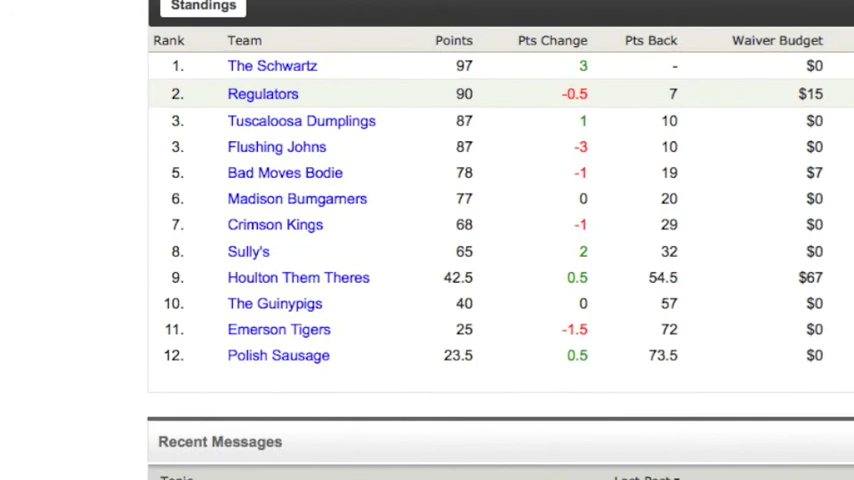 Standings
Rank Team Points Pts Change Pts Back Waiver Budget
1. The Schwartz 97 3 - $0
2. Regulators 90 -0.5 7 $15
3. Tuscaloosa Dumplings 87 1 10 $0
3. Flushing Johns 87 -3 10 $0
5. Bad Moves Bodie 78 -1 19 $7
6. Madison Bumgarners 77 0 20 $0
7. Crimson Kings 68 -1 29 $0
8. Sully's 65 2 32 $0
9. Houlton Them Theres 42.5 0.5 54.5 $67
10. The Guinypigs 40 0 57 $0
11. Emerson Tigers 25 -1.5 72 $0
12. Polish Sausage 23.5 0.5 73.5 $0
Recent Messages
Topic Last Post